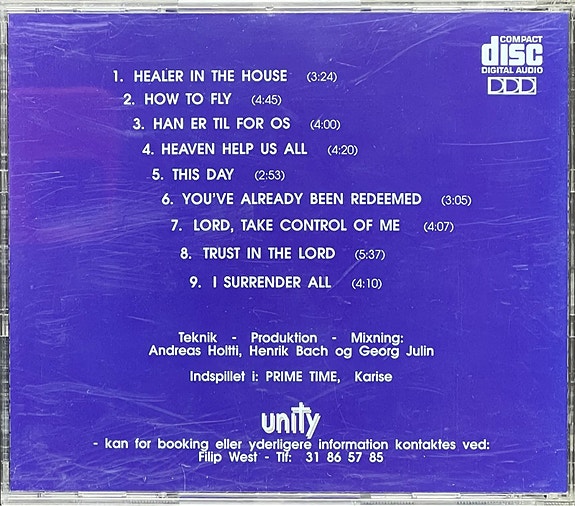 COMPACT
disc
DIGITAL AUDIO
DDD
1. HEALER IN THE HOUSE (3:24)
2. HOW TO FLY (4:45)
3. HAN ER TIL FOR OS (4:00)
4. HEAVEN HELP US ALL (4:20)
5. THIS DAY (2:53)
6. YOU'VE ALREADY BEEN REDEEMED (3:05)
7. LORD, TAKE CONTROL OF ME (4:07)
8. TRUST IN THE LORD (5:37)
9. I SURRENDER ALL (4:10)
Teknik - Produktion - Mixning:
Andreas Holtti, Henrik Bach og Georg Julin
Indspillet i: PRIME TIME, Karise
unity
- kan for booking eller yderligere information kontaktes ved:
Filip West - Tlf: 31 86 57 85